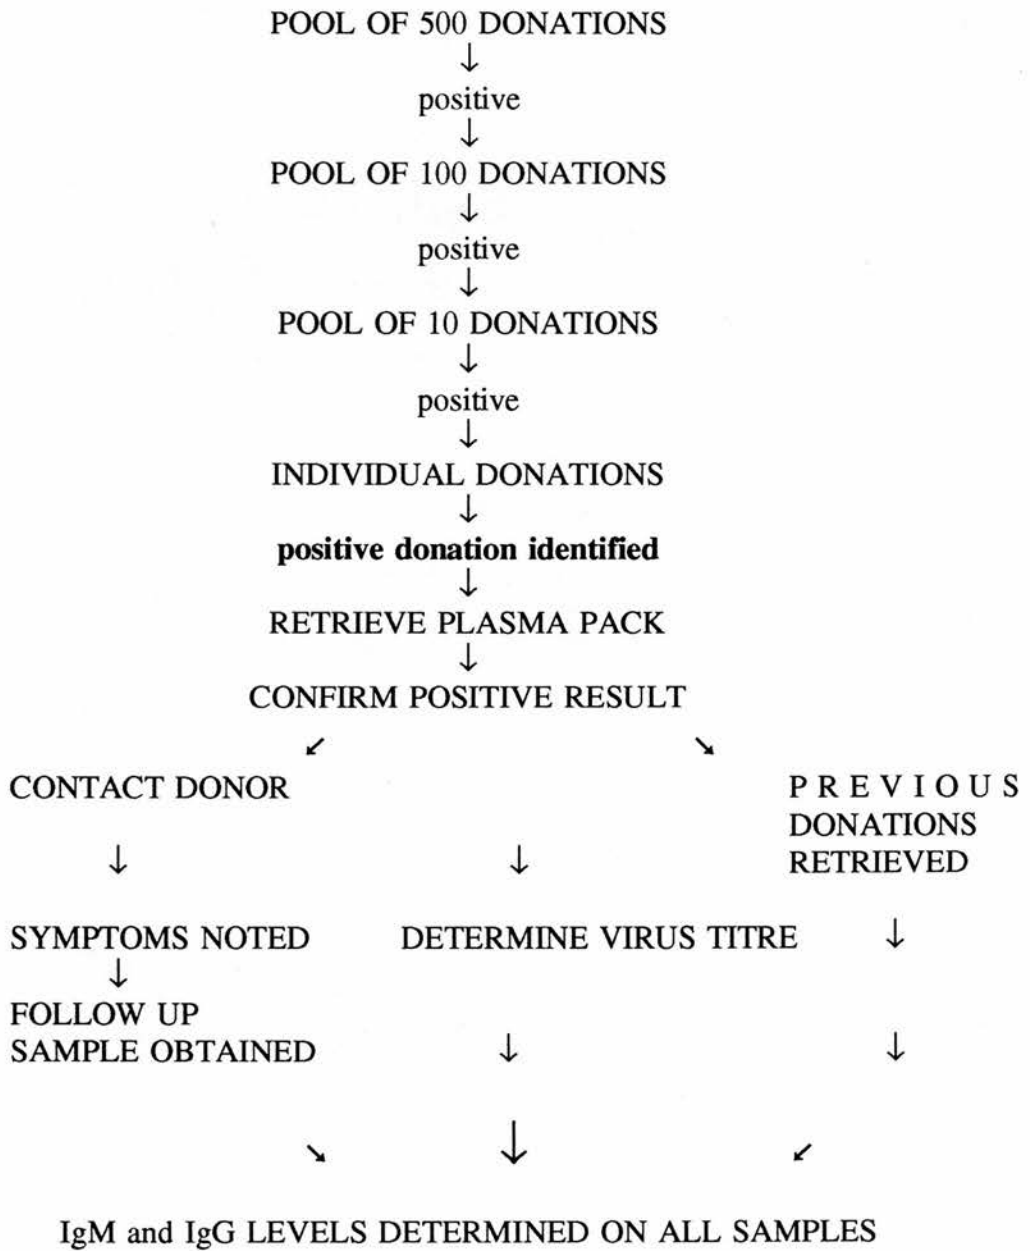 POOL OF 500 DONATIONS
↓
positive
↓
POOL OF 100 DONATIONS
↓
positive
↓
POOL OF 10 DONATIONS
↓
positive
↓
INDIVIDUAL DONATIONS
↓
positive donation identified
↓
RETRIEVE PLASMA PACK
↓
CONFIRM POSITIVE RESULT
↙ ↘
CONTACT DONOR
PREVIOUS
DONATIONS
RETRIEVED
↓ ↓
SYMPTOMS NOTED
DETERMINE VIRUS TITRE
↓
↓
FOLLOW UP
SAMPLE OBTAINED
↓ ↓
↘ ↓ ↙
IgM and IgG LEVELS DETERMINED ON ALL SAMPLES